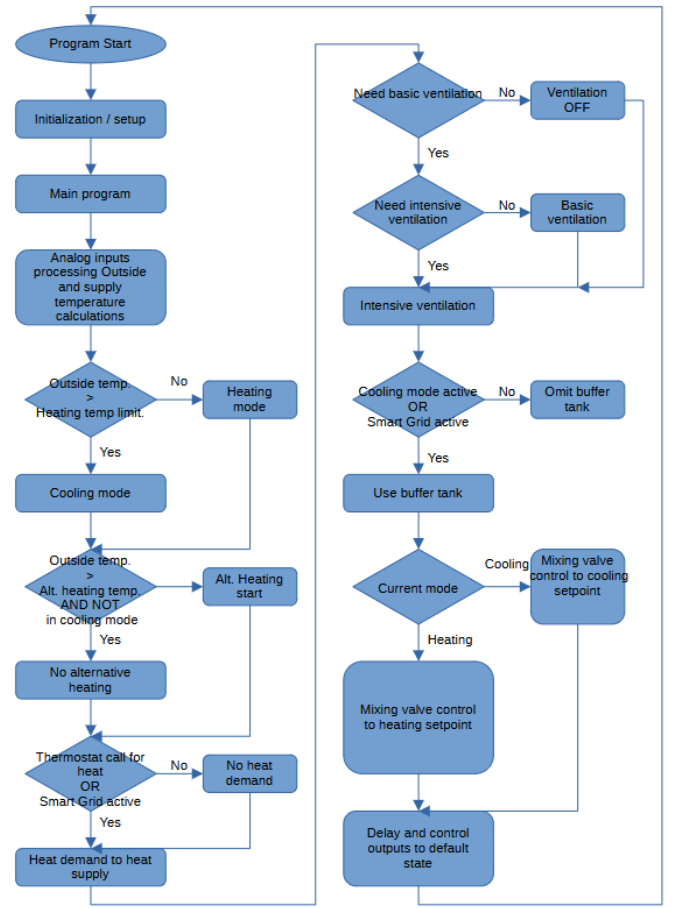 Program Start
Initialization / setup
Main program
Analog inputs
processing Outside
and supply
temperature
calculations
Outside temp.
>
Heating temp limit.
No
Heating
mode
Yes
Cooling mode
Outside temp.
>
Alt. heating temp.
AND NOT
in cooling mode
Alt. Heating
start
Yes
No alternative
heating
Thermostat call for
heat
OR
Smart Grid active
No
No heat
demand
Yes
Heat demand to heat
supply
Need basic ventilation
No
Ventilation
OFF
Yes
Need intensive
ventilation
No
Basic
ventilation
Yes
Intensive ventilation
Cooling mode active
OR
Smart Grid active
No
Omit buffer
tank
Yes
Use buffer tank
Current mode
Cooling
Mixing valve
control to cooling
setpoint
Heating
Mixing valve control
to heating setpoint
Delay and control
outputs to default
state